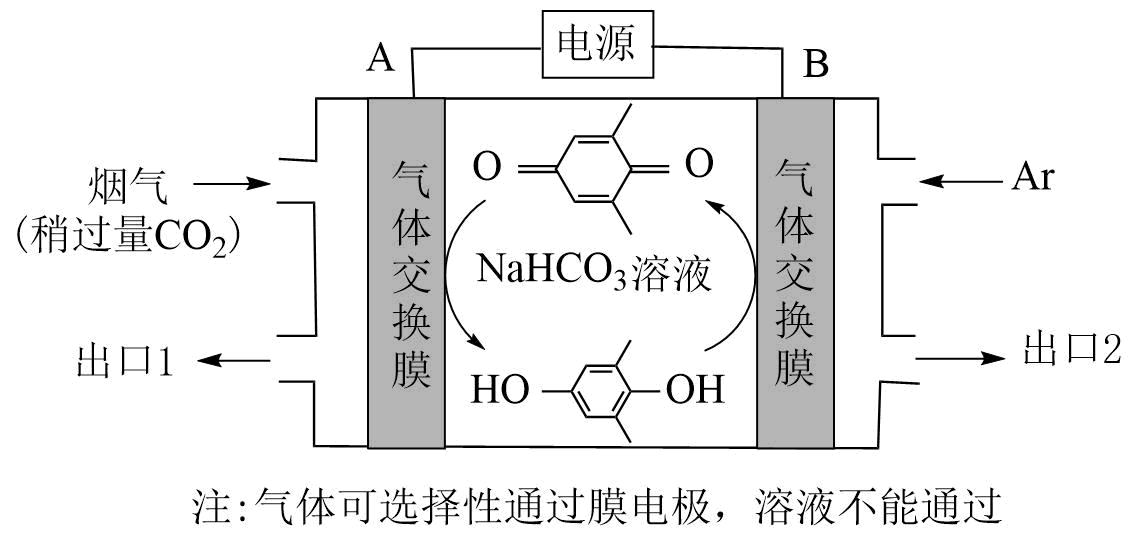 电源
A
B
烟气
(稍过量CO₂)
出口1
气体交换膜
O
O
NaHCO₃溶液
HO
OH
气体交换膜
Ar
出口2
注:气体可选择性通过膜电极，溶液不能通过